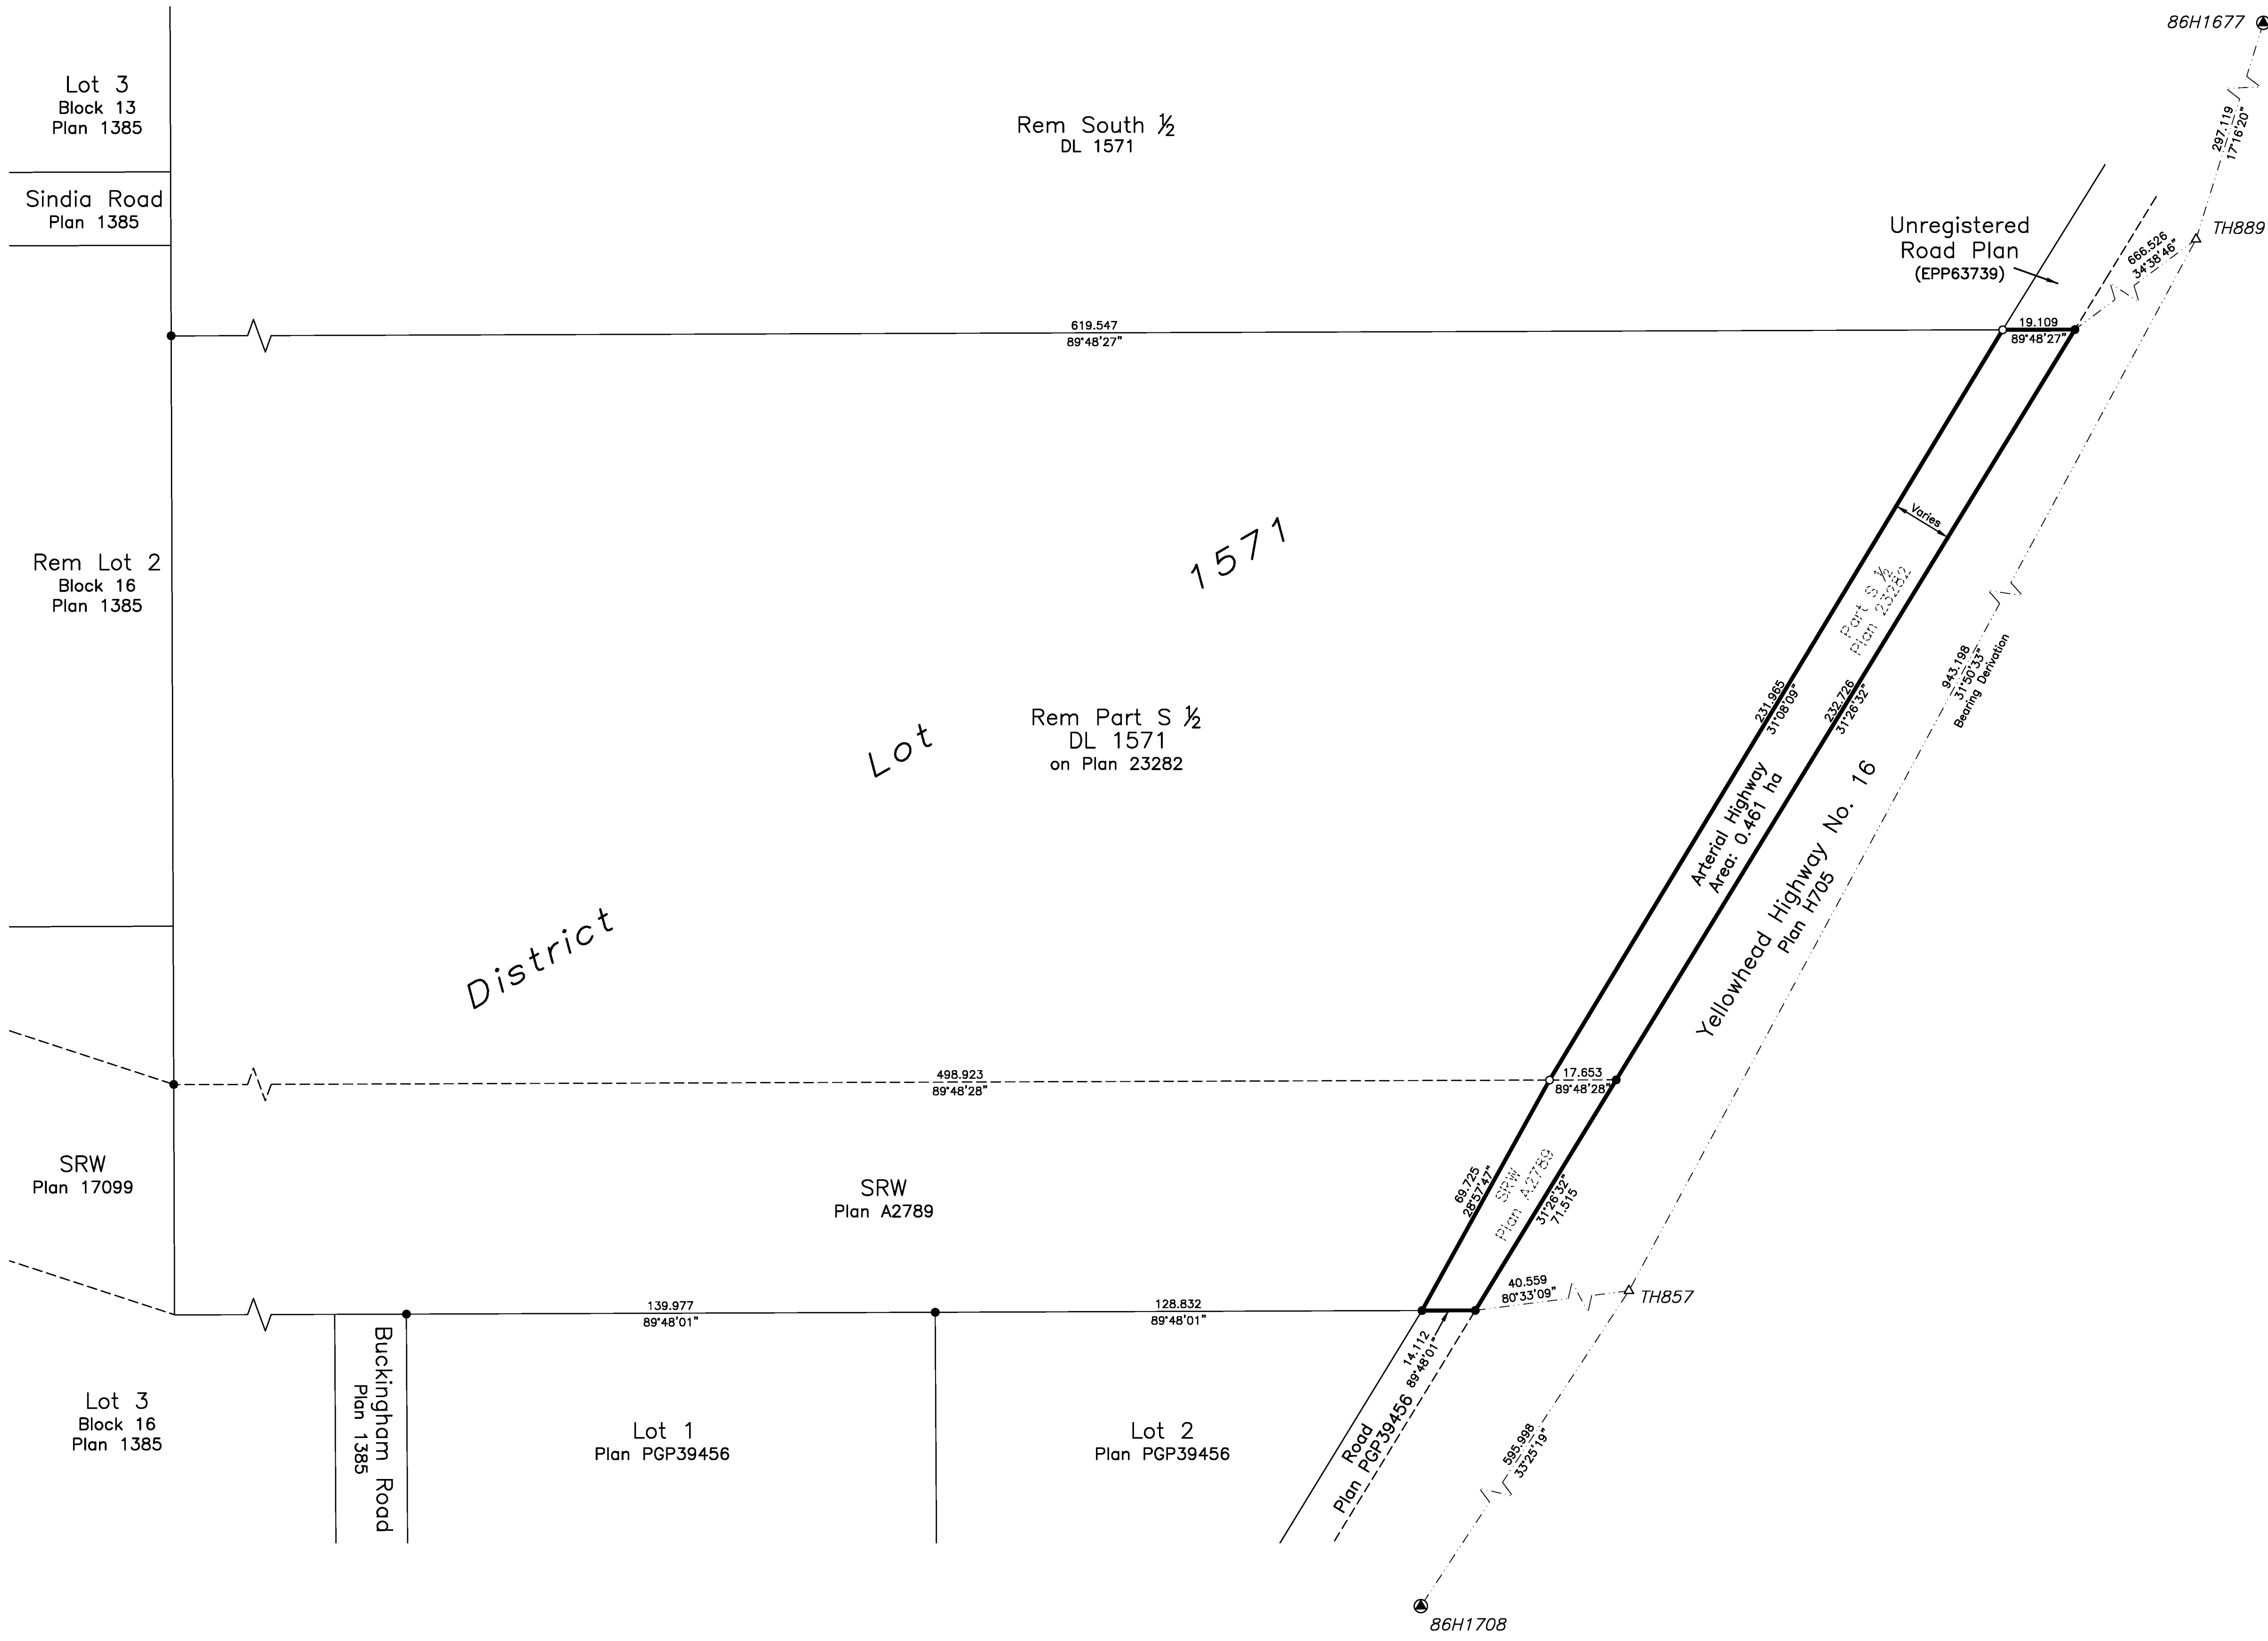 86H1677
Lot 3
Block 13
Plan 1385
Rem South ½
DL 1571
297.119
17°16'20"
Sindia Road
Plan 1385
Unregistered
Road Plan
(EPP63739)
TH889
666.526
34°38'46"
619.547
89°48'27"
19.109
89°48'27"
Varies
Rem Lot 2
Block 16
Plan 1385
District Lot 1571
Part S ½
Plan 23282
943.198
31°50'33"
Bearing Derivation
231.965
31°08'09"
232.726
31°26'32"
Rem Part S ½
DL 1571
on Plan 23282
Arterial Highway
Area: 0.461 ha
Yellowhead Highway No. 16
Plan H705
498.923
89°48'28"
17.653
89°48'28"
SRW
Plan 17099
SRW
Plan A2789
69.725
28°57'47"
SRW
Plan A2789
31°26'32"
71.515
40.559
80°33'09"
TH857
139.977
89°48'01"
128.832
89°48'01"
14.112
89°48'01"
Road
Plan PGP39456
Buckingham Road
Plan 1385
Lot 3
Block 16
Plan 1385
Lot 1
Plan PGP39456
Lot 2
Plan PGP39456
595.998
33°25'19"
86H1708